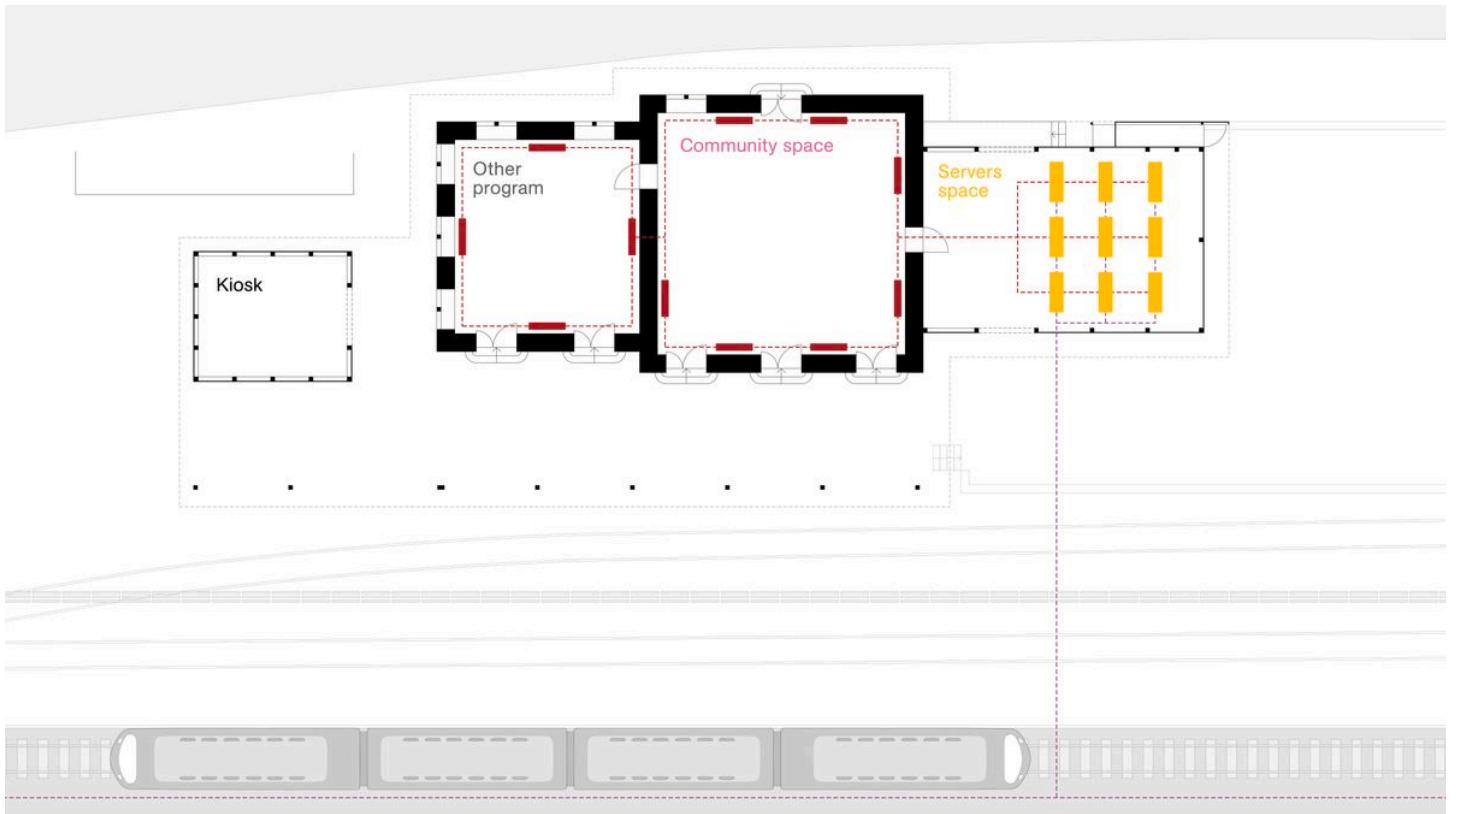 Community space
Other
program
Servers
space
Kiosk